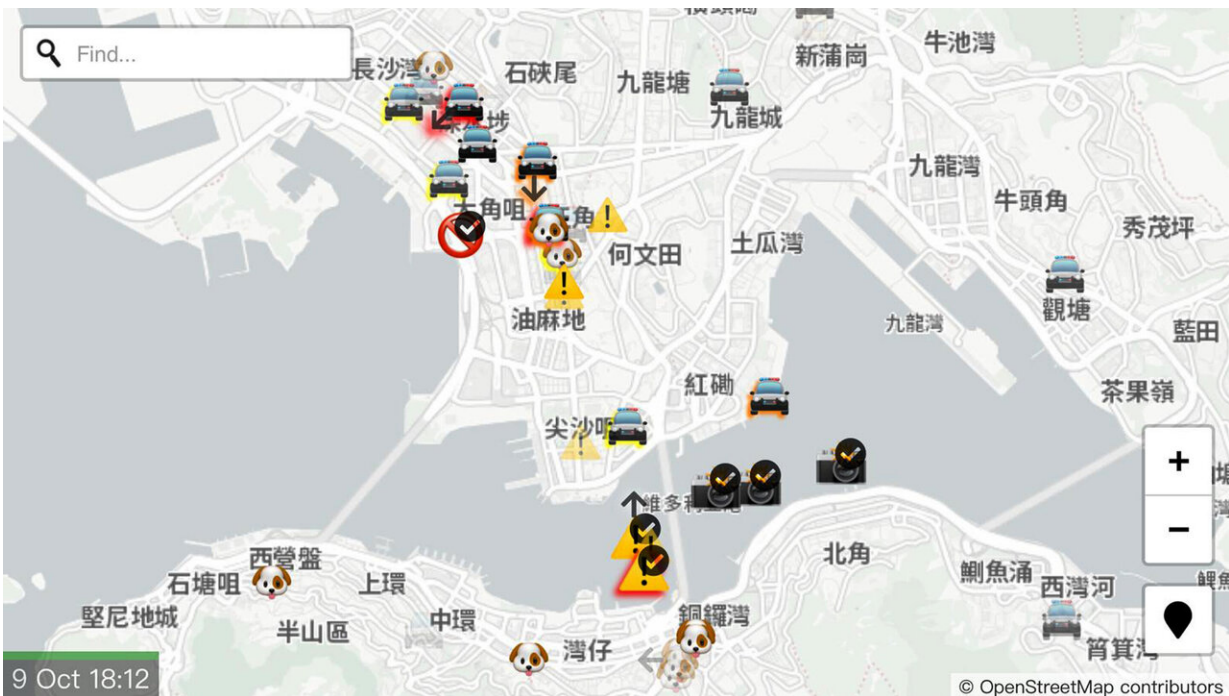 Find...
長沙灣
石硤尾
九龍塘
新蒲崗
牛池灣
九龍城
九龍灣
牛頭角
秀茂坪
何文田
土瓜灣
觀塘
油麻地
九龍灣
藍田
紅磡
茶果嶺
+
尖沙咀
−
西營盤
北角
鰂魚涌
石塘咀
上環
西灣河
堅尼地城
中環
銅鑼灣
半山區
灣仔
9 Oct 18:12
© OpenStreetMap contributors